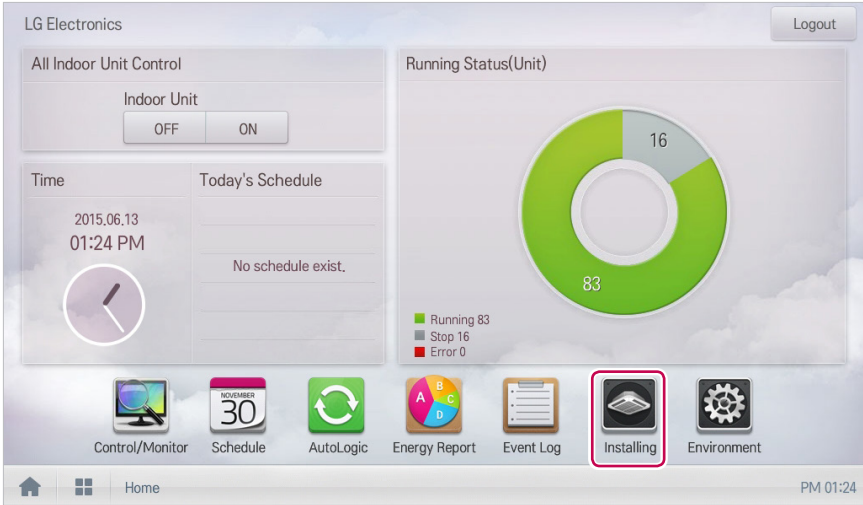 LG Electronics
Logout
All Indoor Unit Control
Indoor Unit
OFF ON
Running Status(Unit)
16
83
Running 83
Stop 16
Error 0
Time
2015.06.13
01:24 PM
Today's Schedule
No schedule exist.
NOVEMBER
30
A B C D
Control/Monitor Schedule AutoLogic Energy Report Event Log Installing Environment
Home
PM 01:24